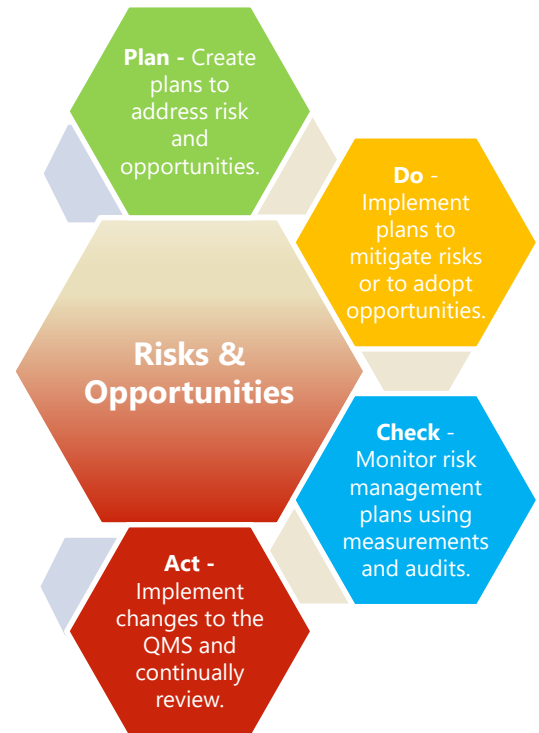 Plan - Create
plans to
address risk
and
opportunities.
Do -
Implement
plans to
mitigate risks
or to adopt
opportunities.
Risks &
Opportunities
Check -
Monitor risk
management
plans using
measurements
and audits.
Act -
Implement
changes to the
QMS and
continually
review.